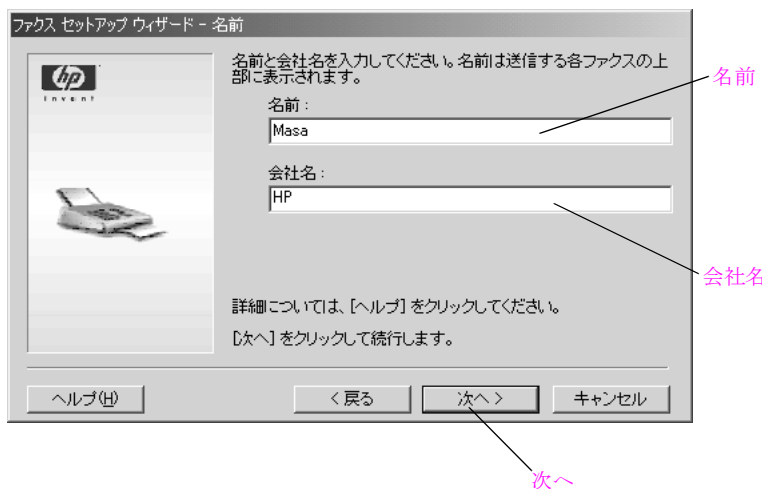 ファクス セットアップ ウィザード - 名前
hp
invent
名前と会社名を入力してください。名前は送信する各ファクスの上
部に表示されます。
名前 :
Masa
名前
会社名 :
HP
会社名
詳細については、[ヘルプ] をクリックしてください。
[次へ] をクリックして続行します。
ヘルプ(H)
< 戻る
次へ >
キャンセル
次へ